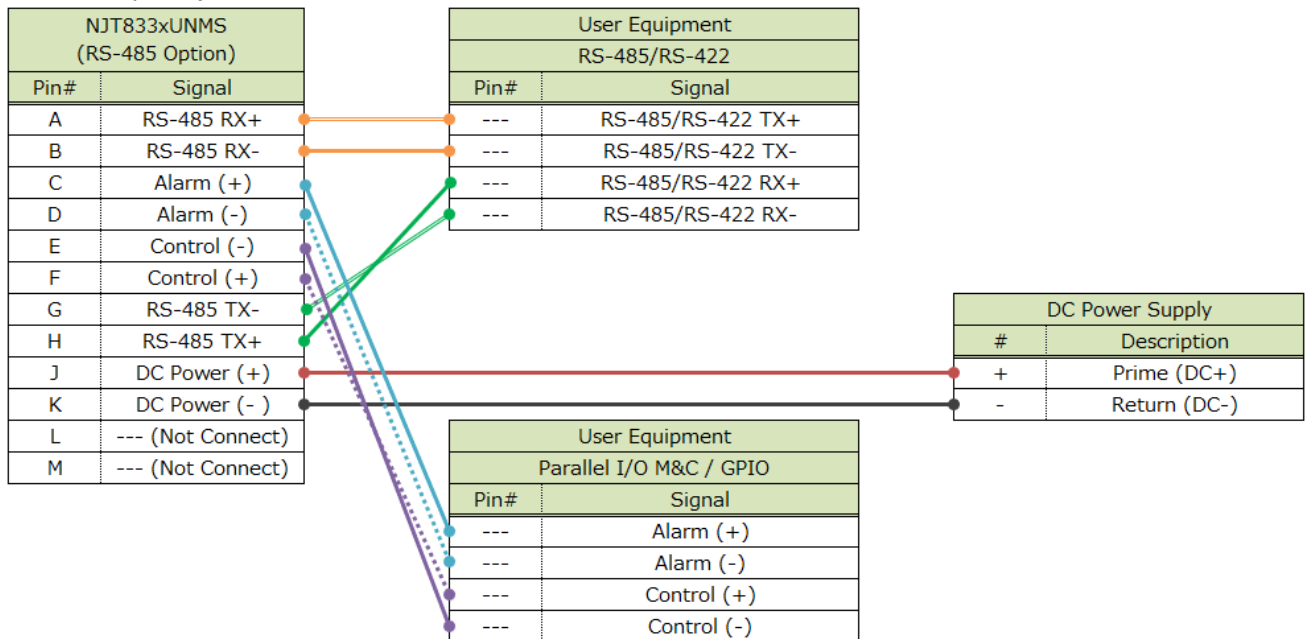 NJT833xUNMS
(RS-485 Option)
Pin# Signal
A RS-485 RX+
B RS-485 RX-
C Alarm (+)
D Alarm (-)
E Control (-)
F Control (+)
G RS-485 TX-
H RS-485 TX+
J DC Power (+)
K DC Power (- )
L --- (Not Connect)
M --- (Not Connect)
User Equipment
RS-485/RS-422
Pin# Signal
--- RS-485/RS-422 TX+
--- RS-485/RS-422 TX-
--- RS-485/RS-422 RX+
--- RS-485/RS-422 RX-
DC Power Supply
# Description
+ Prime (DC+)
- Return (DC-)
User Equipment
Parallel I/O M&C / GPIO
Pin# Signal
--- Alarm (+)
--- Alarm (-)
--- Control (+)
--- Control (-)